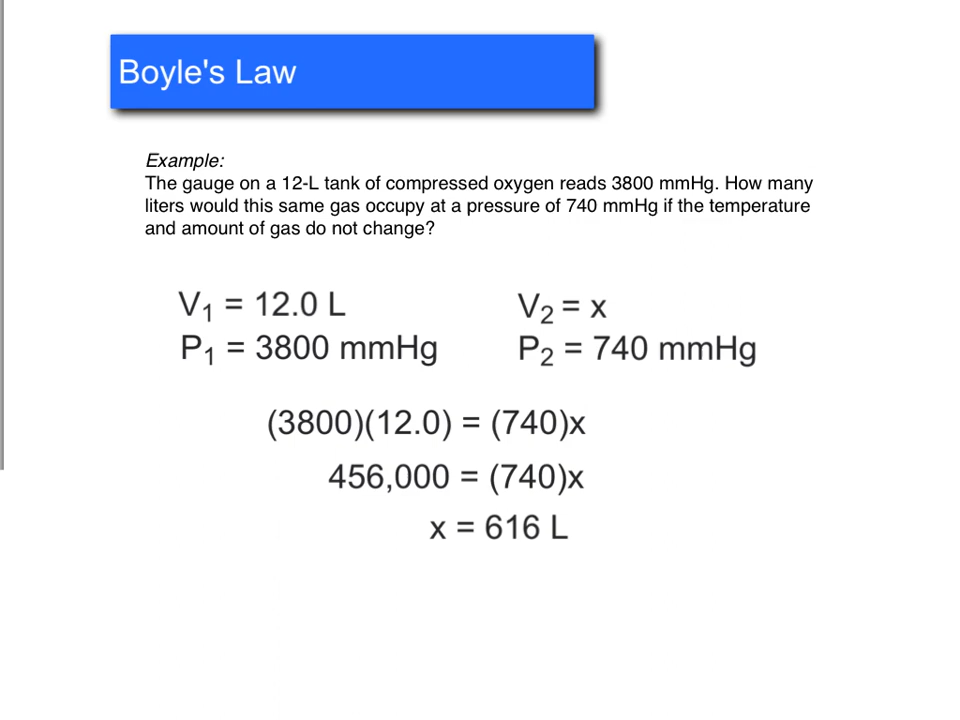 Boyle's Law
Example:
The gauge on a 12-L tank of compressed oxygen reads 3800 mmHg. How many
liters would this same gas occupy at a pressure of 740 mmHg if the temperature
and amount of gas do not change?
V₁ = 12.0 L
P₁ = 3800 mmHg
V₂ = x
P₂ = 740 mmHg
(3800)(12.0) = (740)x
456,000 = (740)x
x = 616 L